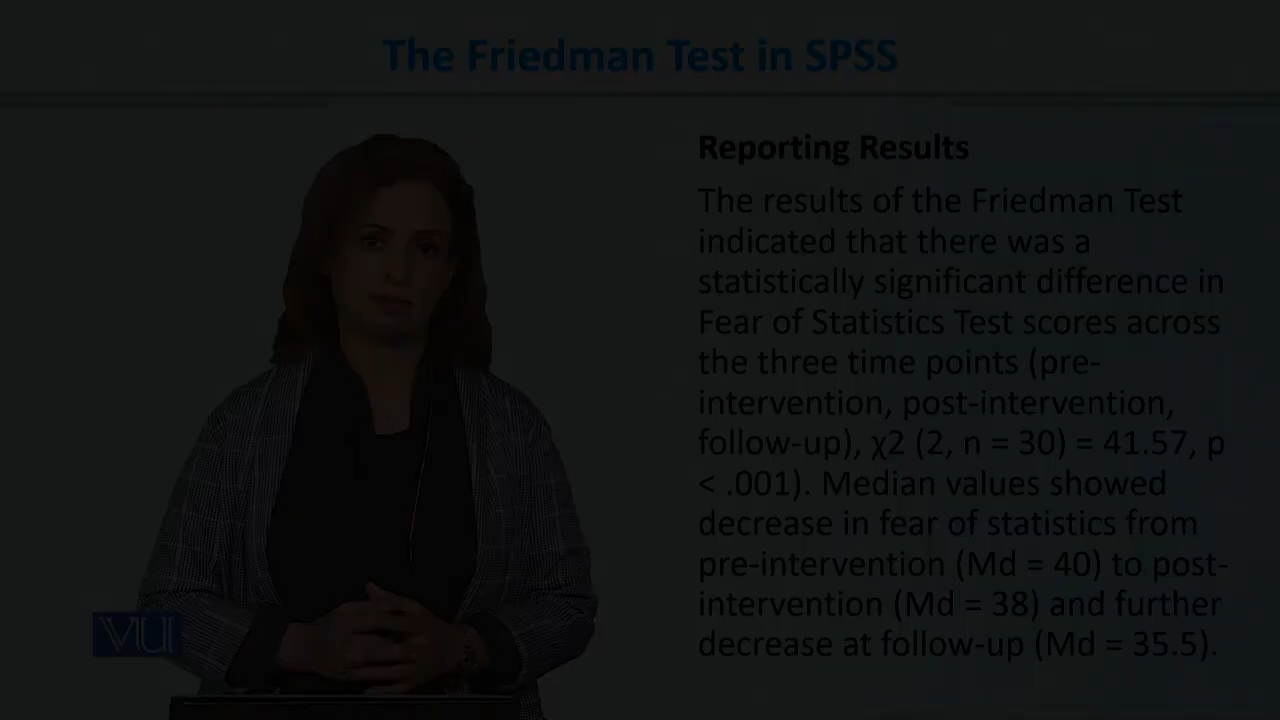 The Friedman Test in SPSS
Reporting Results
The results of the Friedman Test
indicated that there was a
statistically significant difference in
Fear of Statistics Test scores across
the three time points (pre-
intervention, post-intervention,
follow-up), χ2 (2, n = 30) = 41.57, p
< .001). Median values showed
decrease in fear of statistics from
pre-intervention (Md = 40) to post-
intervention (Md = 38) and further
decrease at follow-up (Md = 35.5).
VU